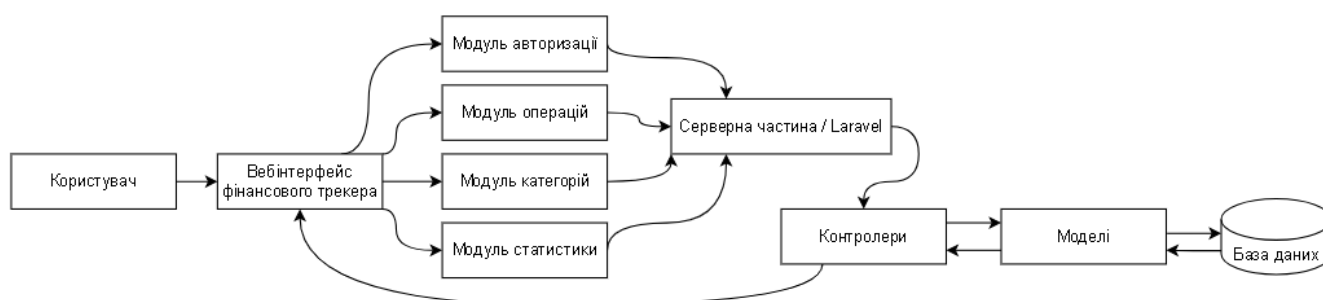 Модуль авторизації
Модуль операцій
Серверна частина / Laravel
Користувач
Вебінтерфейс
фінансового трекера
Модуль категорій
Модуль статистики
Контролери
Моделі
База даних